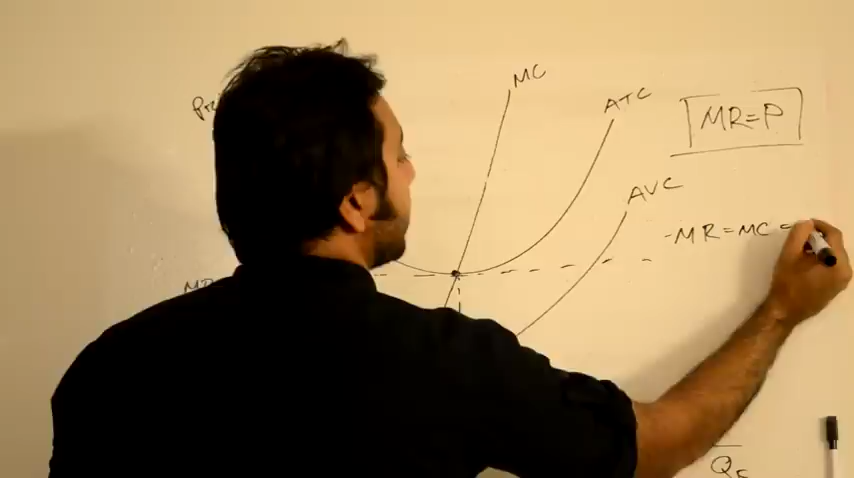 MC
ATC
MR=P
AVC
-MR=MC=